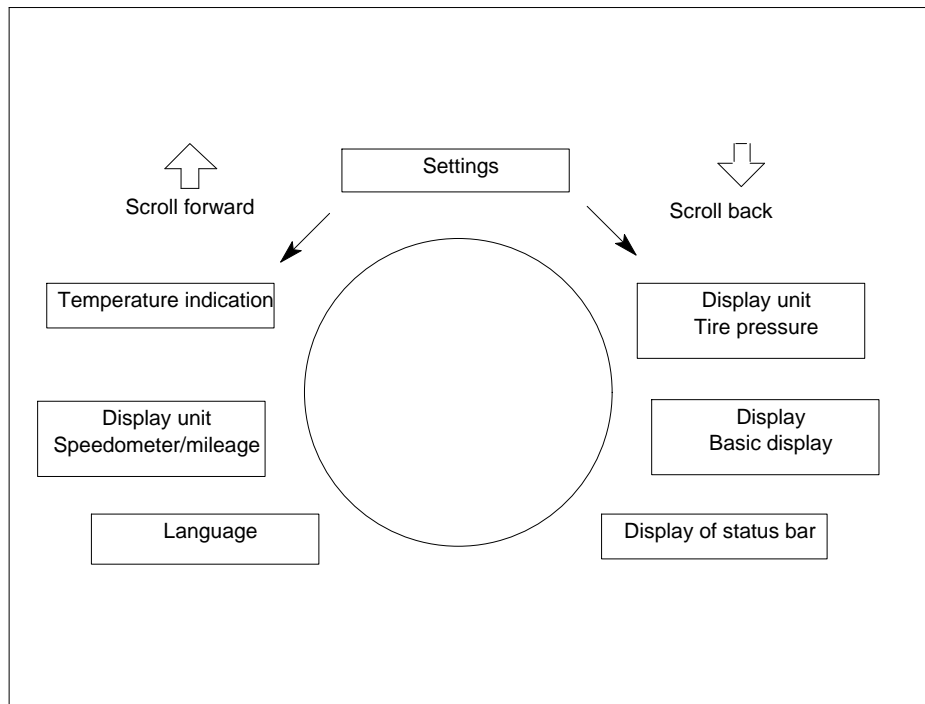 Settings
Scroll forward
Scroll back
Temperature indication
Display unit
Tire pressure
Display unit
Speedometer/mileage
Display
Basic display
Language
Display of status bar